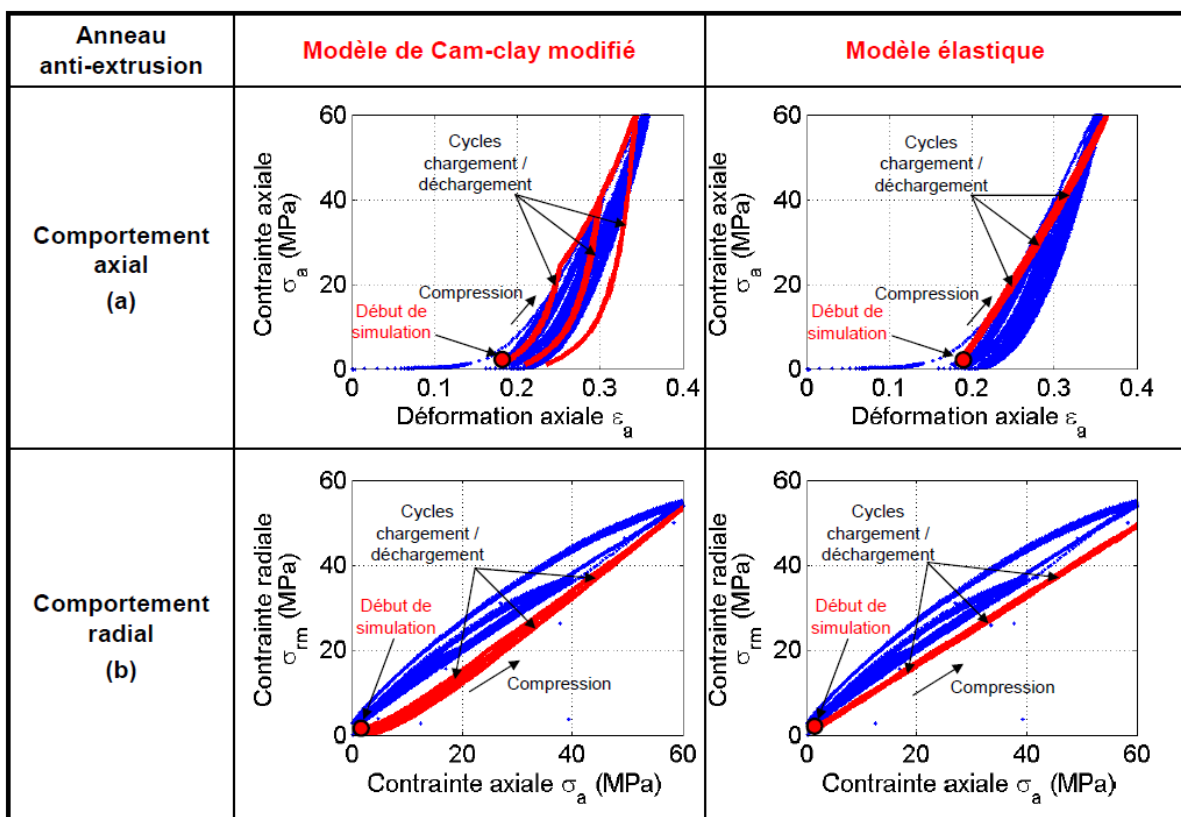 Anneau
anti-extrusion
Modèle de Cam-clay modifié
Modèle élastique
Comportement
axial
(a)
Contrainte axiale
σa (MPa)
60
40
20
0
0
0.1
0.2
0.3
0.4
Déformation axiale εa
Cycles
chargement /
déchargement
Compression
Début de
simulation
Contrainte axiale
σa (MPa)
60
40
20
0
0
0.1
0.2
0.3
0.4
Déformation axiale εa
Cycles
chargement /
déchargement
Compression
Début de
simulation
Comportement
radial
(b)
Contrainte radiale
σrm (MPa)
60
40
20
0
0
20
40
60
Contrainte axiale σa (MPa)
Cycles
chargement /
déchargement
Début de
simulation
Compression
Contrainte radiale
σrm (MPa)
60
40
20
0
0
20
40
60
Contrainte axiale σa (MPa)
Cycles
chargement /
déchargement
Début de
simulation
Compression